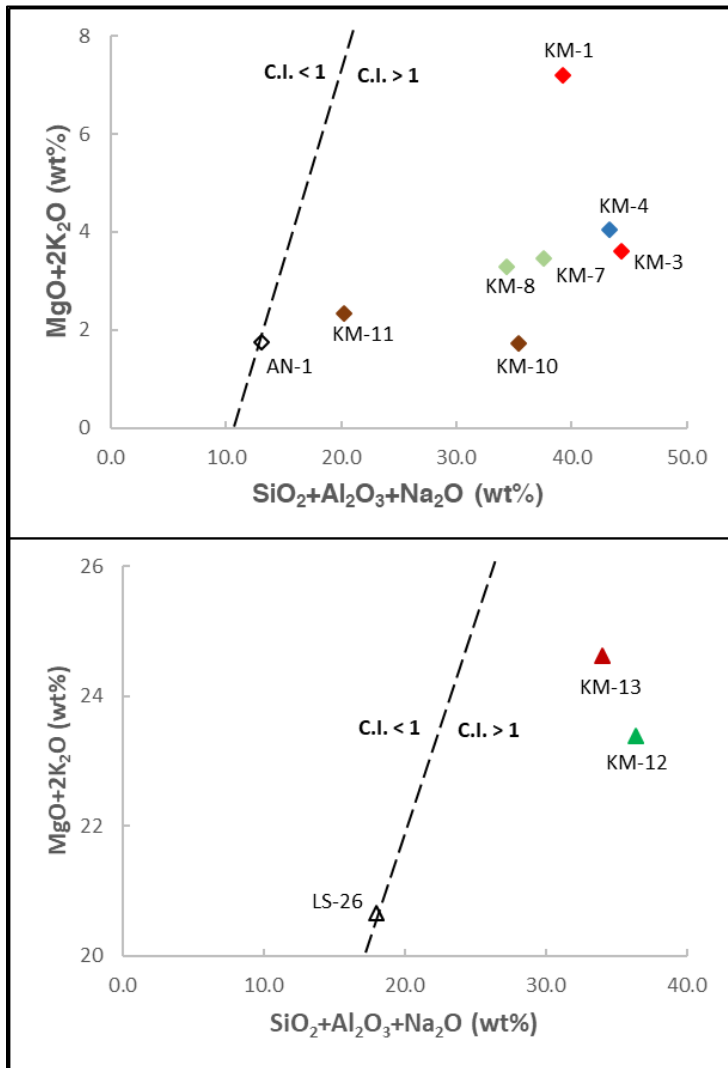 8
6
4
2
0
MgO+2K₂O (wt%)
C.I. < 1
C.I. > 1
KM-1
KM-4
KM-3
KM-7
KM-8
KM-11
KM-10
AN-1
0.0 10.0 20.0 30.0 40.0 50.0
SiO₂+Al₂O₃+Na₂O (wt%)
26
24
22
20
MgO+2K₂O (wt%)
C.I. < 1
C.I. > 1
KM-13
KM-12
LS-26
0.0 10.0 20.0 30.0 40.0
SiO₂+Al₂O₃+Na₂O (wt%)